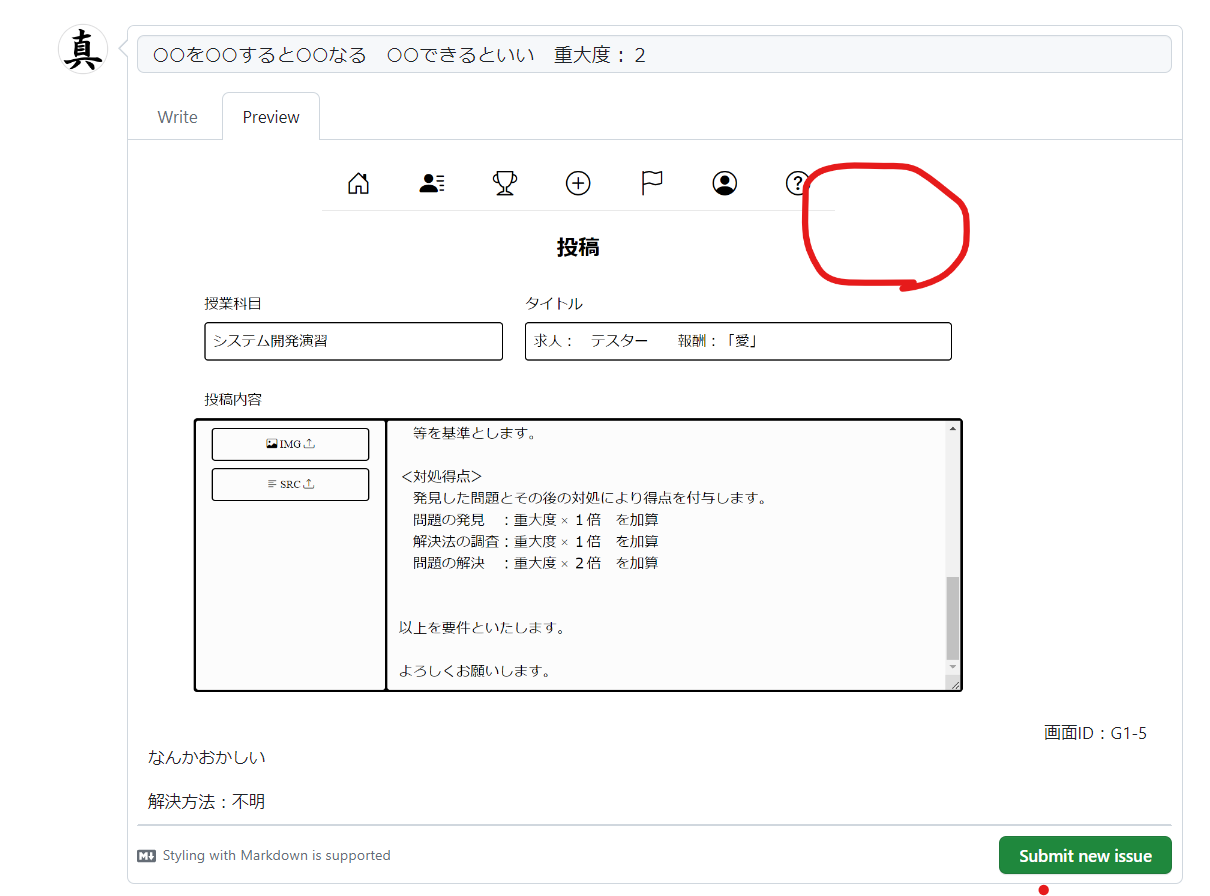 真
○○を○○すると○○なる　○○できるといい　重大度：２
Write
Preview
投稿
授業科目
タイトル
システム開発演習
求人：　テスター　　報酬：「愛」
投稿内容
IMG
SRC
等を基準とします。
＜対処得点＞
発見した問題とその後の対処により得点を付与します。
問題の発見　：重大度 × １倍　を加算
解決法の調査：重大度 × １倍　を加算
問題の解決　：重大度 × ２倍　を加算
以上を要件といたします。
よろしくお願いします。
画面ID：G1-5
なんかおかしい
解決方法：不明
Styling with Markdown is supported
Submit new issue